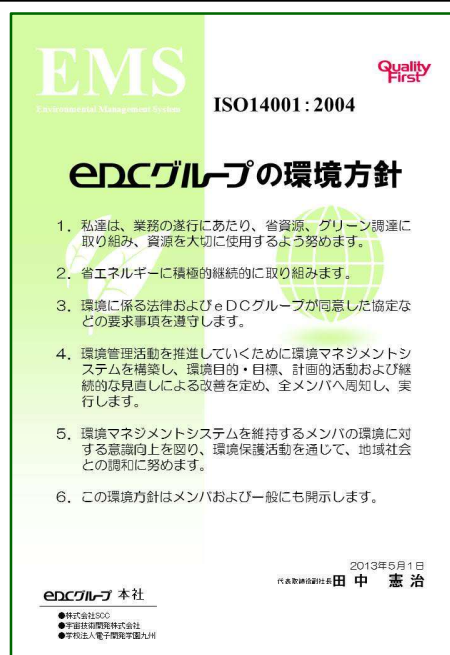 EMS
Environmental Management System
Quality
First
ISO14001:2004
eDCグループの環境方針
1. 私達は、業務の遂行にあたり、省資源、グリーン調達に
取り組み、資源を大切に使用するよう努めます。
2. 省エネルギーに積極的継続的に取り組みます。
3. 環境に係る法律およびeDCグループが同意した協定な
どの要求事項を遵守します。
4. 環境管理活動を推進していくために環境マネジメントシ
ステムを構築し、環境目的・目標、計画的活動および継
続的な見直しによる改善を定め、全メンバへ周知し、実
行します。
5. 環境マネジメントシステムを維持するメンバの環境に対
する意識向上を図り、環境保護活動を通じて、地域社会
との調和に努めます。
6. この環境方針はメンバおよび一般にも開示します。
2013年5月1日
代表取締役副社長 田中 憲治
eDCグループ 本社
●株式会社SCC
●宇宙技術開発株式会社
●学校法人電子開発学園九州